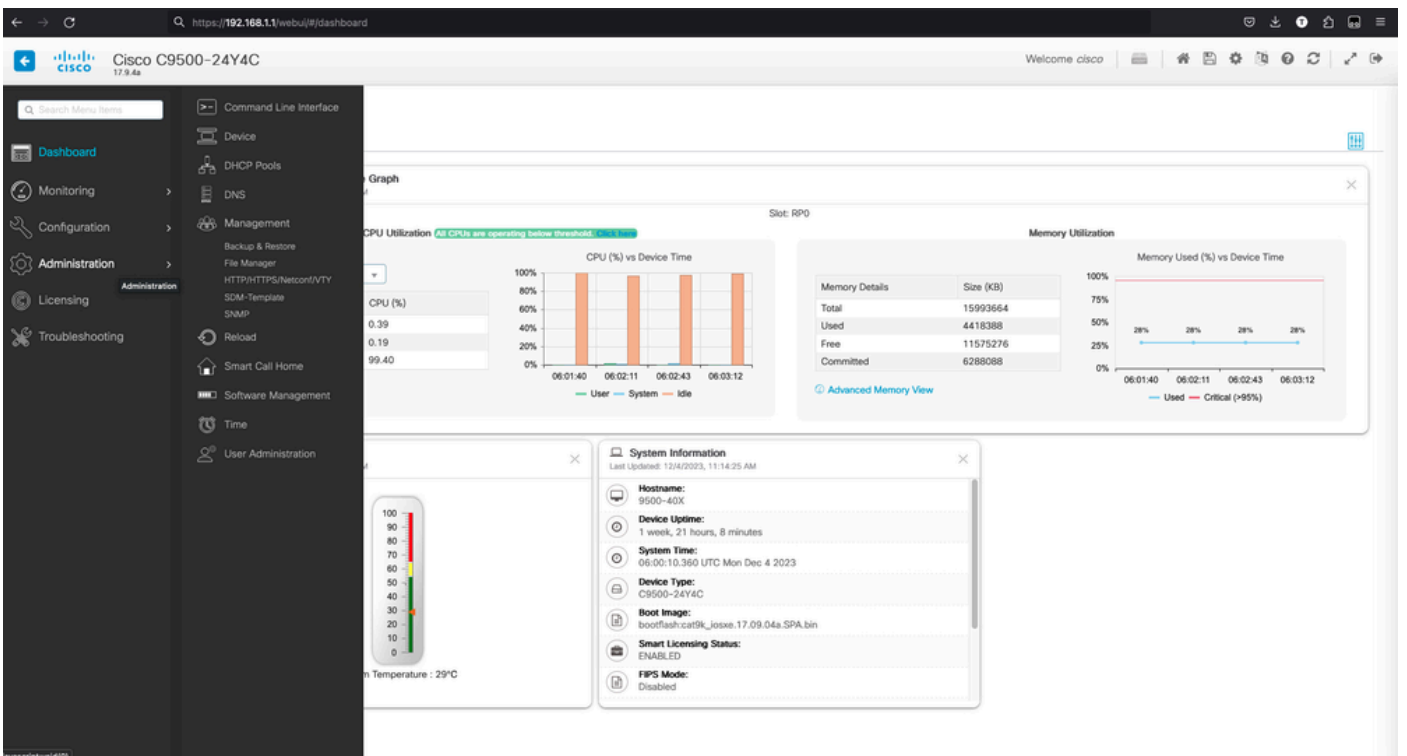 https://192.168.1.1/webui/#/dashboard
CISCO
Cisco C9500-24Y4C
17.9.4a
Welcome cisco
Search Menu Items
Dashboard
Monitoring
Configuration
Administration
Administration
Licensing
Troubleshooting
Command Line Interface
Device
DHCP Pools
DNS
Management
Backup & Restore
File Manager
HTTP/HTTPS/Netconf/VTY
SDM-Template
SNMP
Reload
Smart Call Home
Software Management
Time
User Administration
Graph
Slot: RP0
CPU Utilization All CPUs are operating below threshold. Click here
CPU (%)
0.39
0.19
99.40
CPU (%) vs Device Time
100%
80%
60%
40%
20%
0%
06:01:40 06:02:11 06:02:43 06:03:12
User System Idle
Memory Utilization
Memory Details Size (KB)
Total 15993664
Used 4418388
Free 11575276
Committed 6288088
Advanced Memory View
Memory Used (%) vs Device Time
100%
75%
50%
25%
0%
28% 28% 28% 28%
06:01:40 06:02:11 06:02:43 06:03:12
Used Critical (>95%)
100
90
80
70
60
50
40
30
20
10
0
Temperature : 29°C
System Information
Last Updated: 12/4/2023, 11:14:25 AM
Hostname:
9500-40X
Device Uptime:
1 week, 21 hours, 8 minutes
System Time:
06:00:10.360 UTC Mon Dec 4 2023
Device Type:
C9500-24Y4C
Boot Image:
bootflash:cat9k_iosxe.17.09.04a.SPA.bin
Smart Licensing Status:
ENABLED
FIPS Mode:
Disabled